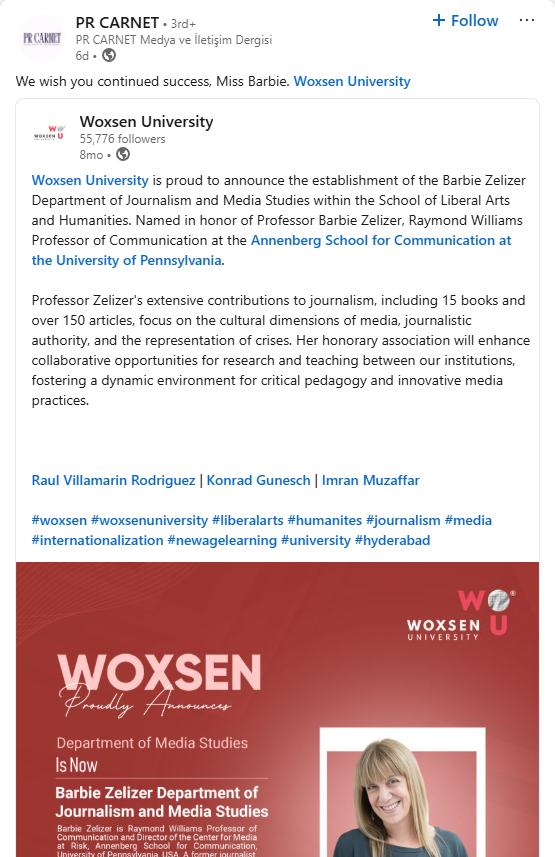 PR CARNET
PR CARNET • 3rd+
+ Follow
PR CARNET Medya ve İletişim Dergisi
6d •
We wish you continued success, Miss Barbie. Woxsen University
WOXSEN U
UNIVERSITY
Woxsen University
55,776 followers
8mo •
Woxsen University is proud to announce the establishment of the Barbie Zelizer
Department of Journalism and Media Studies within the School of Liberal Arts
and Humanities. Named in honor of Professor Barbie Zelizer, Raymond Williams
Professor of Communication at the Annenberg School for Communication at
the University of Pennsylvania.
Professor Zelizer's extensive contributions to journalism, including 15 books and
over 150 articles, focus on the cultural dimensions of media, journalistic
authority, and the representation of crises. Her honorary association will enhance
collaborative opportunities for research and teaching between our institutions,
fostering a dynamic environment for critical pedagogy and innovative media
practices.
Raul Villamarin Rodriguez | Konrad Gunesch | Imran Muzaffar
#woxsen #woxsenuniversity #liberalarts #humanites #journalism #media
#internationalization #newagelearning #university #hyderabad
WO®
WOXSEN U
UNIVERSITY
WOXSEN
Proudly Announces
Department of Media Studies
Is Now
Barbie Zelizer Department of
Journalism and Media Studies
Barbie Zelizer is Raymond Williams Professor of
Communication and Director of the Center for Media
at Risk, Annenberg School for Communication,
University of Pennsylvania, USA. A former journalist,